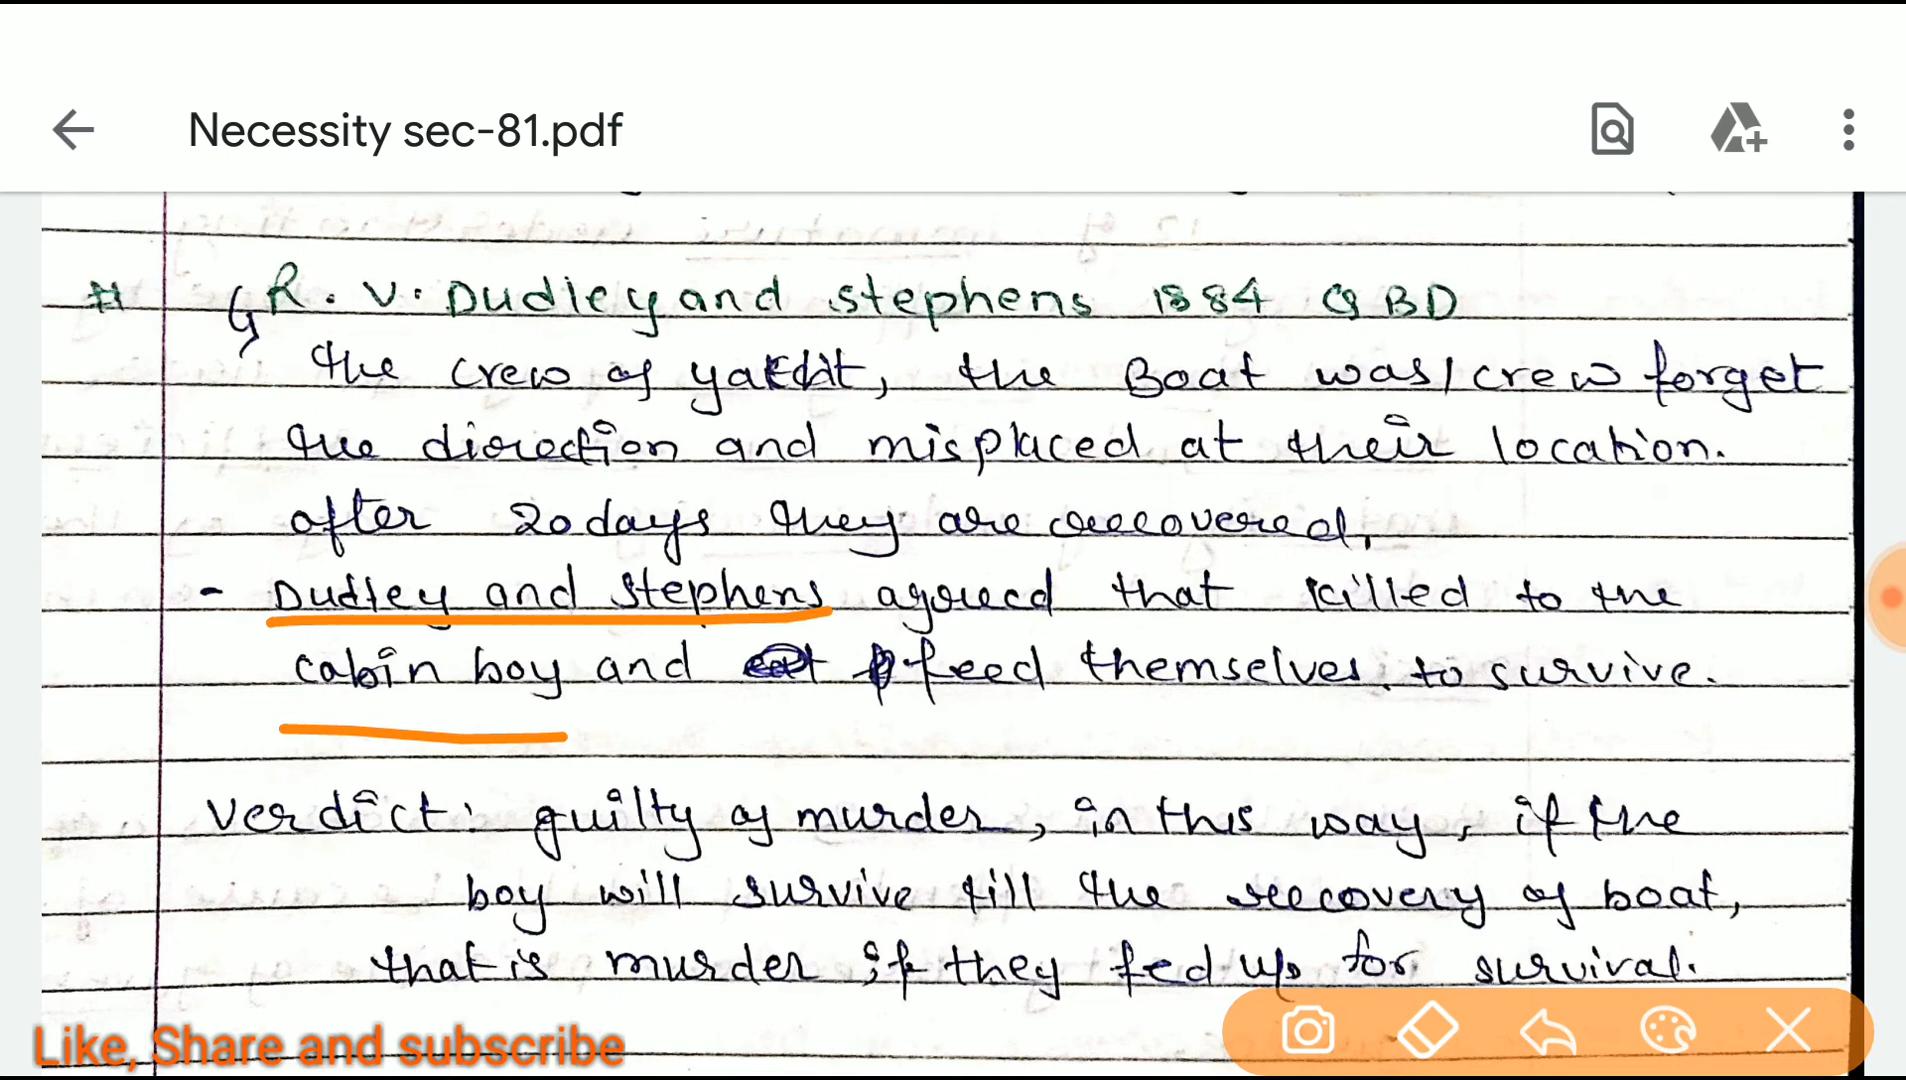 Necessity sec-81.pdf
# R. V. Dudley and stephens 1884 QBD
the crew of yatcht, the Boat was/crew forget
the direction and misplaced at their location.
after 20 days they are recovered,
- Dudley and stephens agreed that killed to the
cabin boy and feed themselves to survive.
Verdict: guilty of murder, in this way, if the
boy will survive till the recovery of boat,
that is murder if they fed up for survival.
Like, Share and subscribe